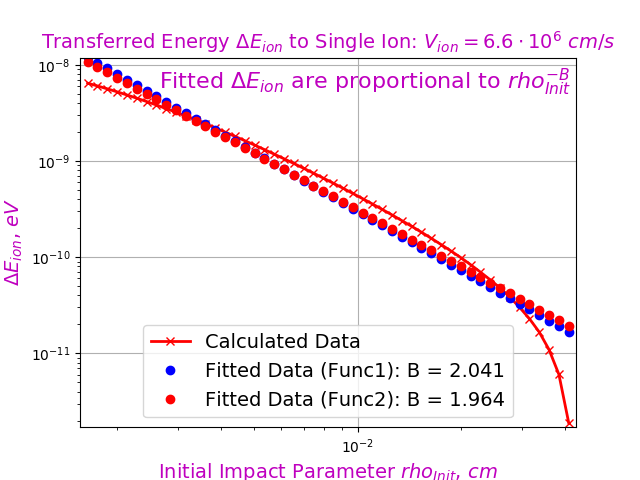 Transferred Energy ΔE_ion to Single Ion: V_ion = 6.6 · 10^6 cm/s
Fitted ΔE_ion are proportional to rho_Init^−B
10^−8
10^−9
10^−10
10^−11
ΔE_ion, eV
Calculated Data
Fitted Data (Func1): B = 2.041
Fitted Data (Func2): B = 1.964
10^−2
Initial Impact Parameter rho_Init, cm